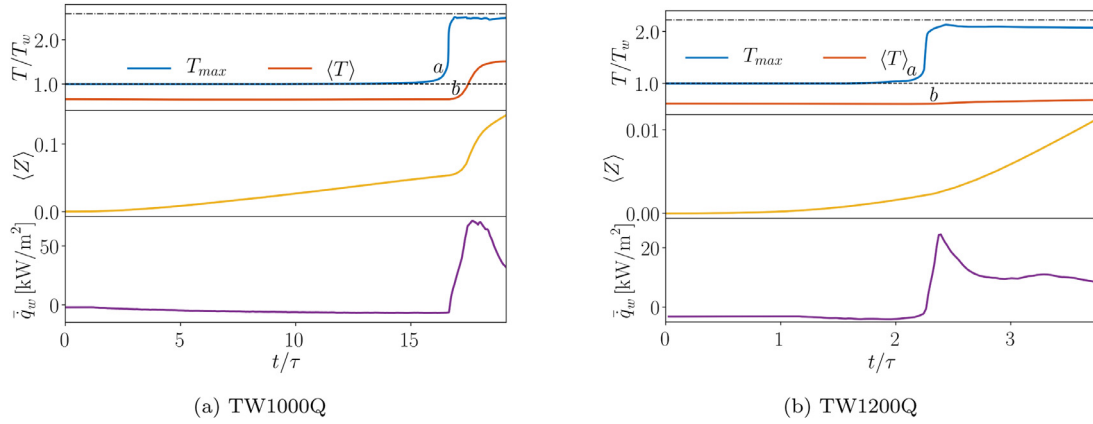 T/T_w
2.0
1.0
T_max
⟨T⟩
a
b
⟨Z⟩
0.1
0.0
q̇̄_w [kW/m²]
50
0
0 5 10 15
t/τ
(a) TW1000Q
T/T_w
2.0
1.0
T_max
⟨T⟩
a
b
⟨Z⟩
0.01
0.00
q̇̄_w [kW/m²]
20
0
0 1 2 3
t/τ
(b) TW1200Q